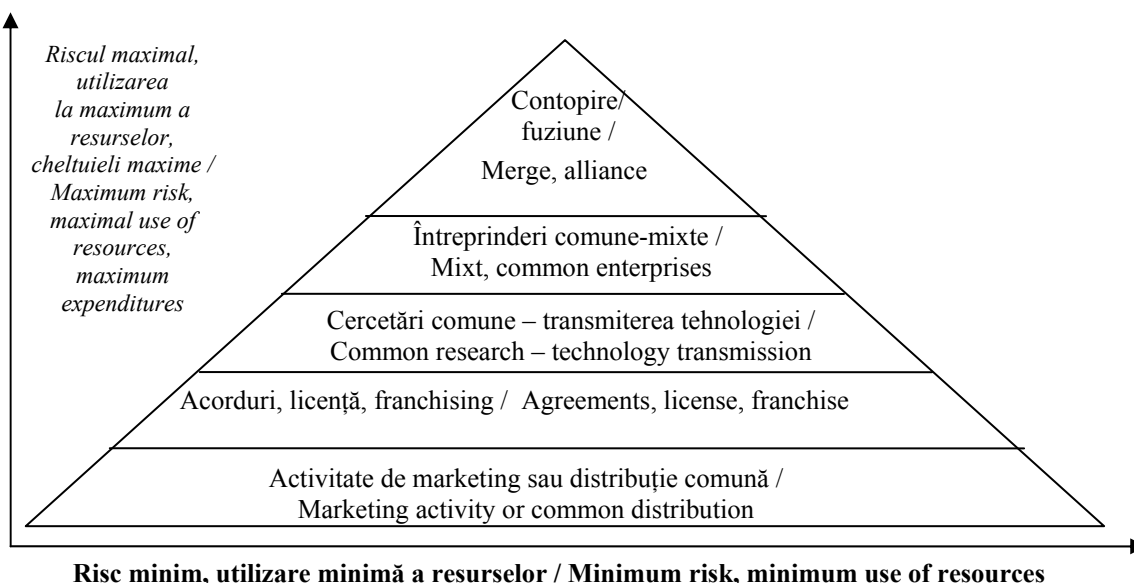 Riscul maximal,
utilizarea
la maximum a
resurselor,
cheltuieli maxime /
Maximum risk,
maximal use of
resources,
maximum
expenditures
Contopire/
fuziune /
Merge, alliance
Întreprinderi comune-mixte /
Mixt, common enterprises
Cercetări comune – transmiterea tehnologiei /
Common research – technology transmission
Acorduri, licență, franchising / Agreements, license, franchise
Activitate de marketing sau distribuție comună /
Marketing activity or common distribution
Risc minim, utilizare minimă a resurselor / Minimum risk, minimum use of resources